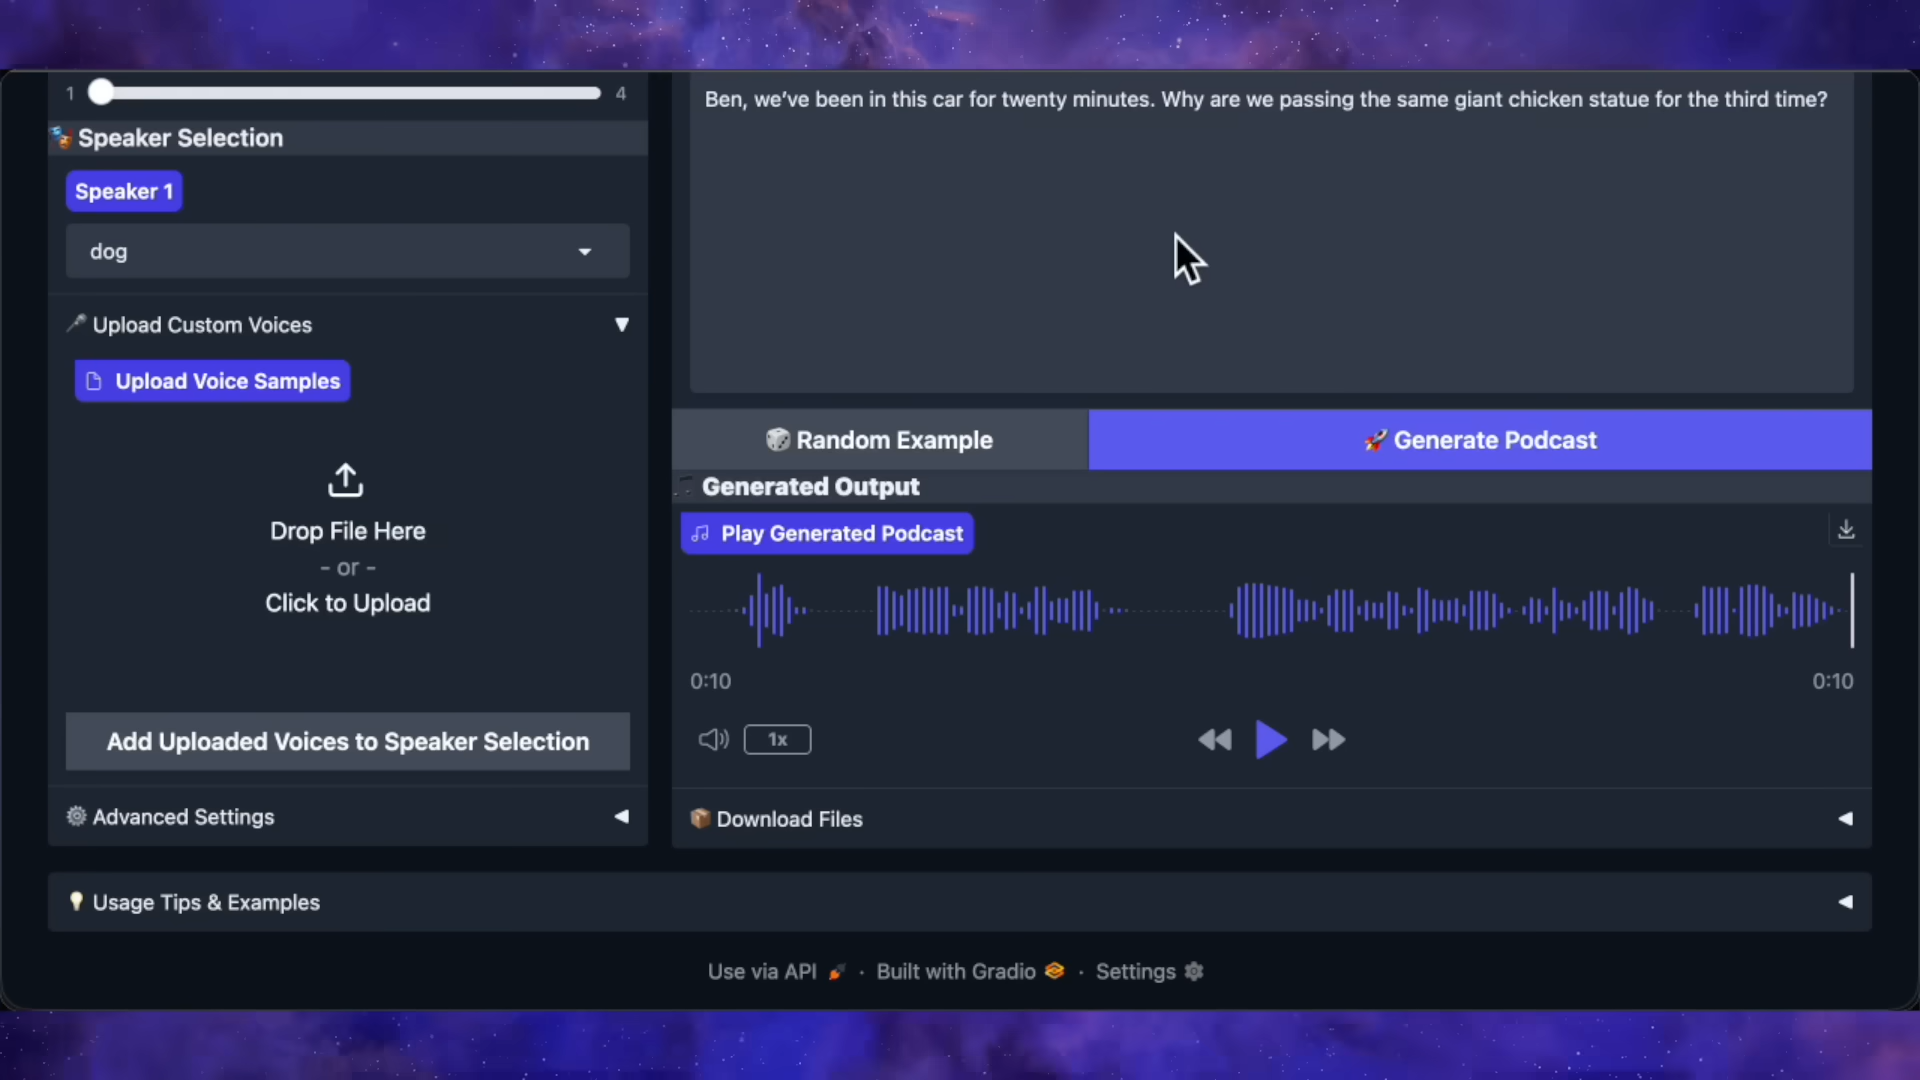 1 4
Speaker Selection
Speaker 1
dog
Upload Custom Voices
Upload Voice Samples
Drop File Here
- or -
Click to Upload
Add Uploaded Voices to Speaker Selection
Advanced Settings
Ben, we’ve been in this car for twenty minutes. Why are we passing the same giant chicken statue for the third time?
Random Example
Generate Podcast
Generated Output
Play Generated Podcast
0:10 0:10
1x
Download Files
Usage Tips & Examples
Use via API · Built with Gradio · Settings